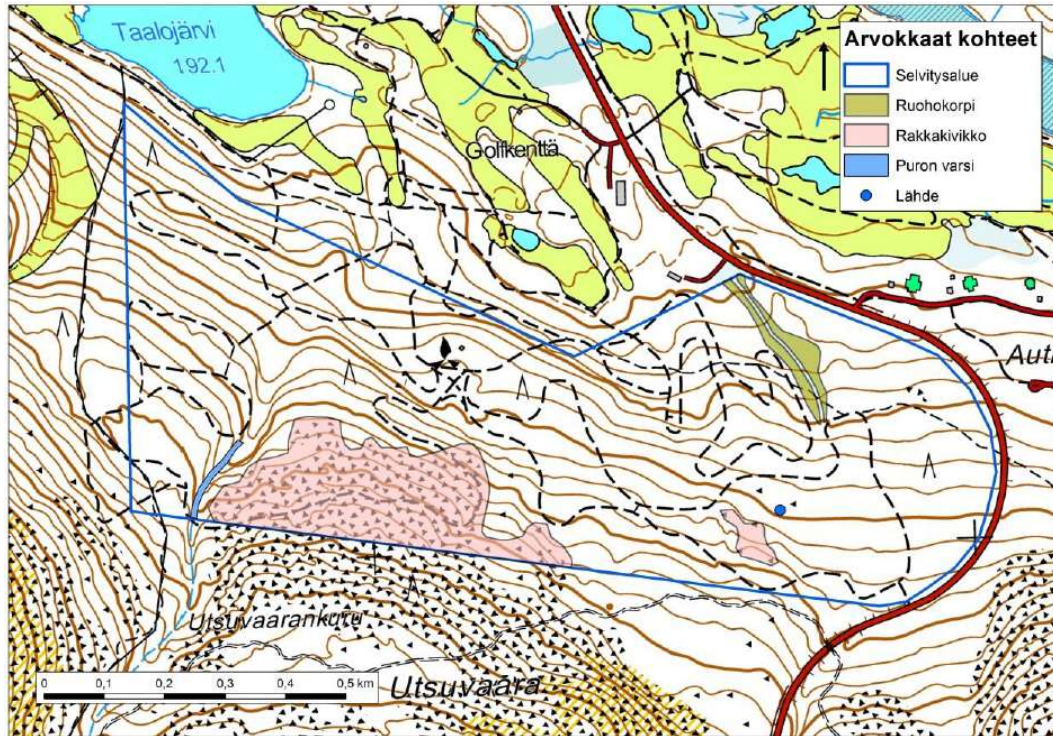 Taalojärvi
192.1
Golfkenttä
Arvokkaat kohteet
Selvitysalue
Ruohokorpi
Rakkakivikko
Puron varsi
Lähde
Auti
Utsuvaarankuru
Utsuvaara
0 0,1 0,2 0,3 0,4 0,5 km